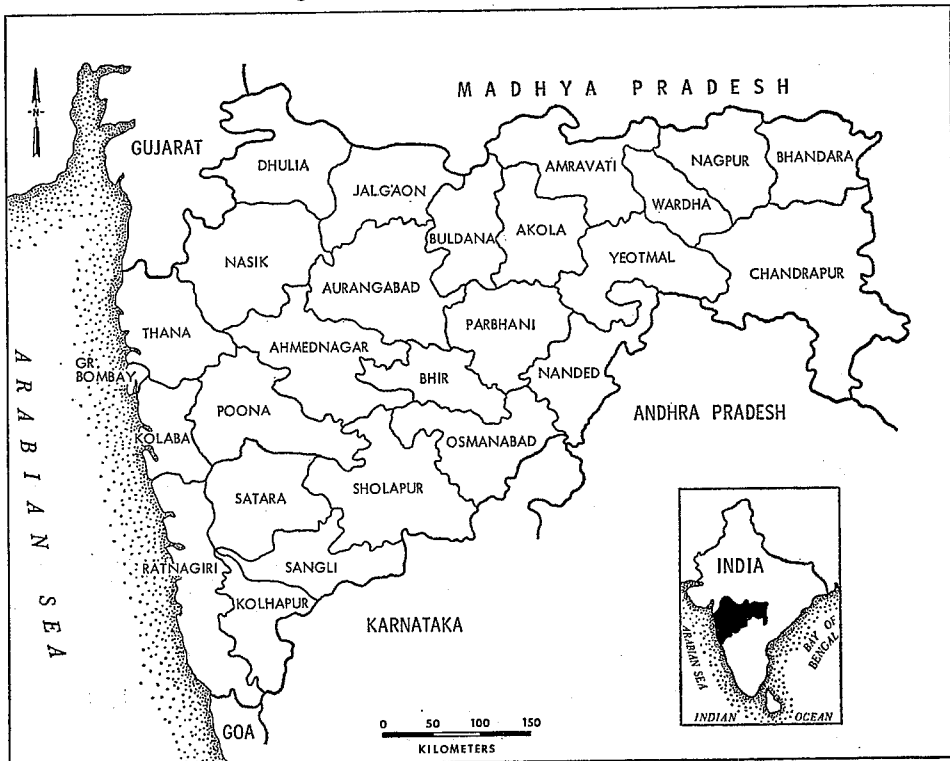 MADHYA PRADESH
N
GUJARAT
DHULIA
JALGAON
BULDANA
AKOLA
AMRAVATI
WARDHA
NAGPUR
BHANDARA
NASIK
AURANGABAD
PARBHANI
YEOTMAL
CHANDRAPUR
THANA
AHMEDNAGAR
BHIR
NANDED
GR.
BOMBAY
POONA
ANDHRA PRADESH
KOLABA
OSMANABAD
SATARA
SHOLAPUR
ARABIAN SEA
RATNAGIRI
SANGLI
KOLHAPUR
KARNATAKA
GOA
0 50 100 150
KILOMETERS
INDIA
ARABIAN SEA
BAY OF
BENGAL
INDIAN OCEAN